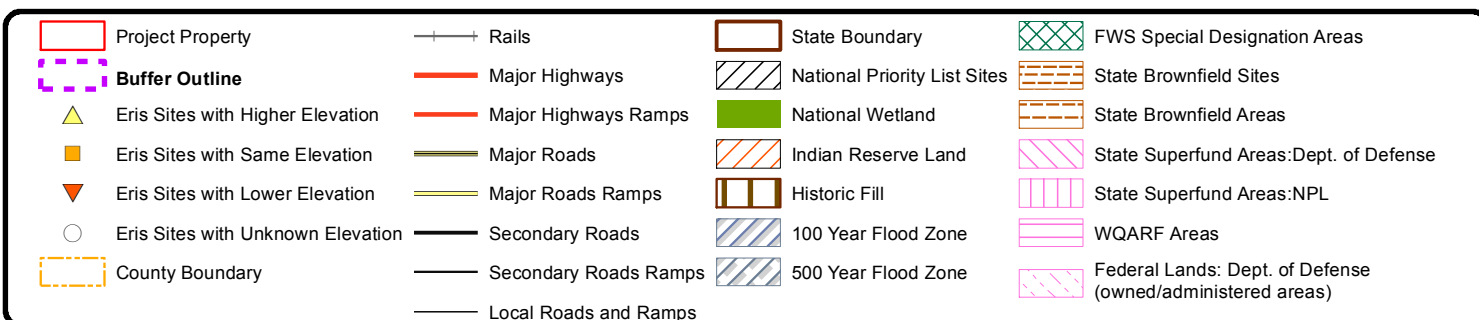 Project Property
Buffer Outline
Eris Sites with Higher Elevation
Eris Sites with Same Elevation
Eris Sites with Lower Elevation
Eris Sites with Unknown Elevation
County Boundary
Rails
Major Highways
Major Highways Ramps
Major Roads
Major Roads Ramps
Secondary Roads
Secondary Roads Ramps
Local Roads and Ramps
State Boundary
National Priority List Sites
National Wetland
Indian Reserve Land
Historic Fill
100 Year Flood Zone
500 Year Flood Zone
FWS Special Designation Areas
State Brownfield Sites
State Brownfield Areas
State Superfund Areas:Dept. of Defense
State Superfund Areas:NPL
WQARF Areas
Federal Lands: Dept. of Defense
(owned/administered areas)